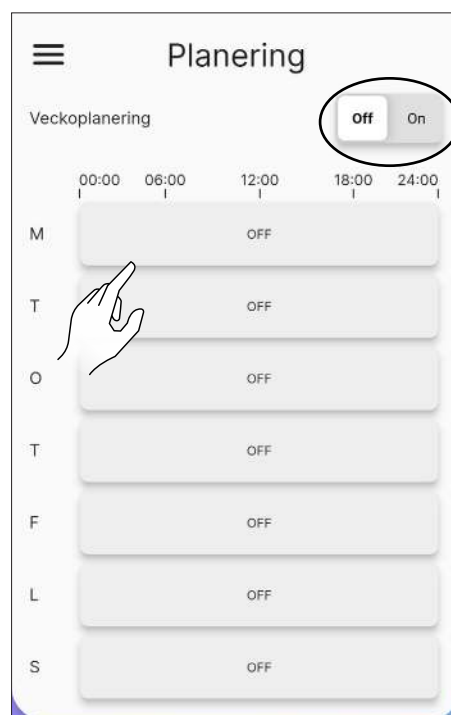 Planering
Veckoplanering Off On
00:00 06:00 12:00 18:00 24:00
M OFF
T OFF
O OFF
T OFF
F OFF
L OFF
S OFF